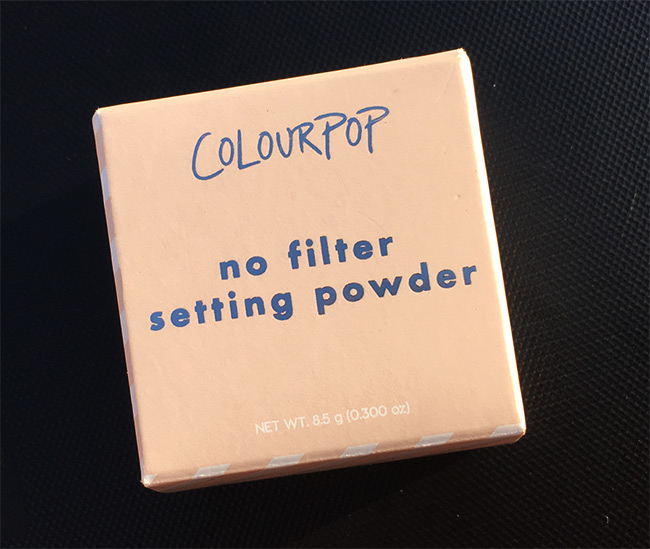 COLOURPOP
no filter
setting powder
NET WT. 8.5 g (0.300 oz)